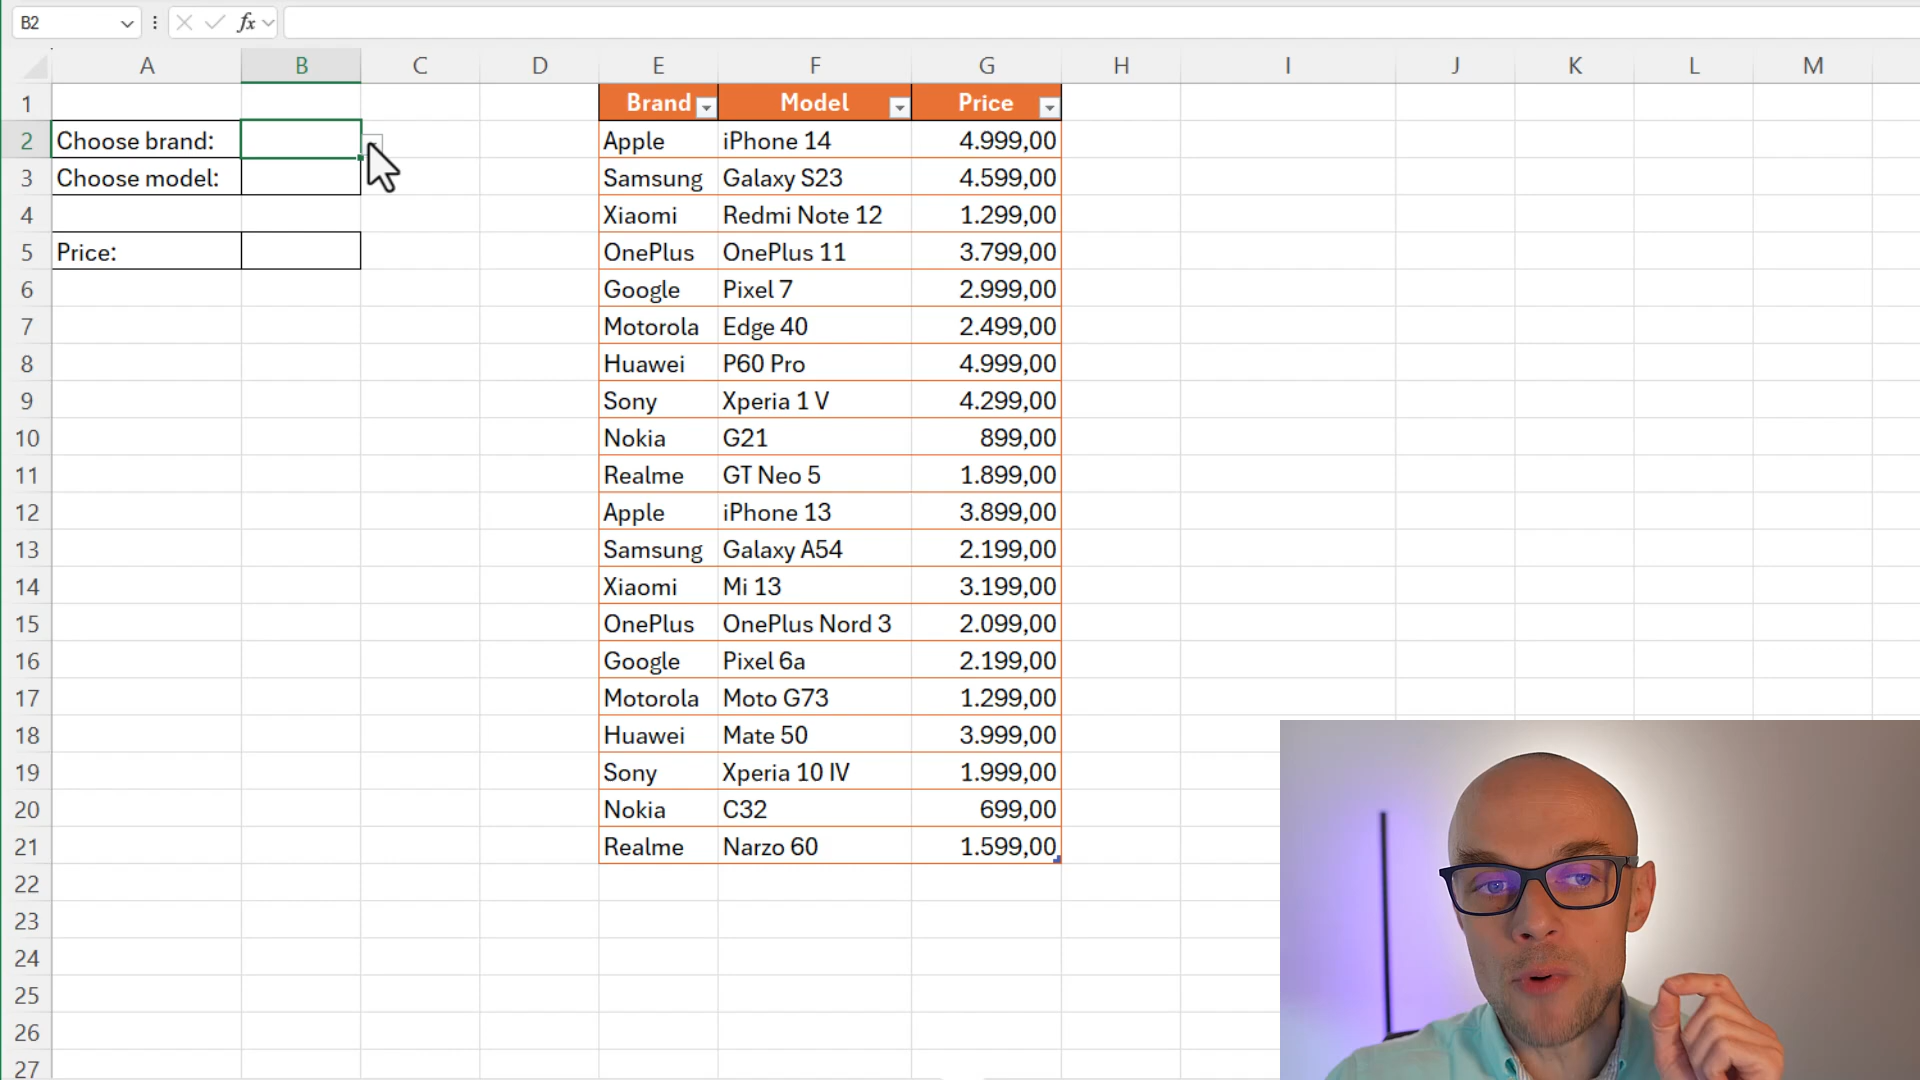 B2 fx
A B C D E F G H I J K L M
1 Brand Model Price
2 Choose brand: Apple iPhone 14 4.999,00
3 Choose model: Samsung Galaxy S23 4.599,00
4 Xiaomi Redmi Note 12 1.299,00
5 Price: OnePlus OnePlus 11 3.799,00
6 Google Pixel 7 2.999,00
7 Motorola Edge 40 2.499,00
8 Huawei P60 Pro 4.999,00
9 Sony Xperia 1 V 4.299,00
10 Nokia G21 899,00
11 Realme GT Neo 5 1.899,00
12 Apple iPhone 13 3.899,00
13 Samsung Galaxy A54 2.199,00
14 Xiaomi Mi 13 3.199,00
15 OnePlus OnePlus Nord 3 2.099,00
16 Google Pixel 6a 2.199,00
17 Motorola Moto G73 1.299,00
18 Huawei Mate 50 3.999,00
19 Sony Xperia 10 IV 1.999,00
20 Nokia C32 699,00
21 Realme Narzo 60 1.599,00
22
23
24
25
26
27